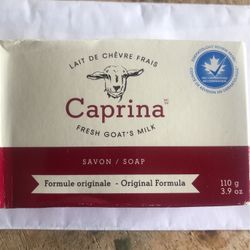 LAIT DE CHÈVRE FRAIS
Caprina
FRESH GOAT'S MILK
SAVON / SOAP
Formule originale - Original Formula
110 g
3.9 oz